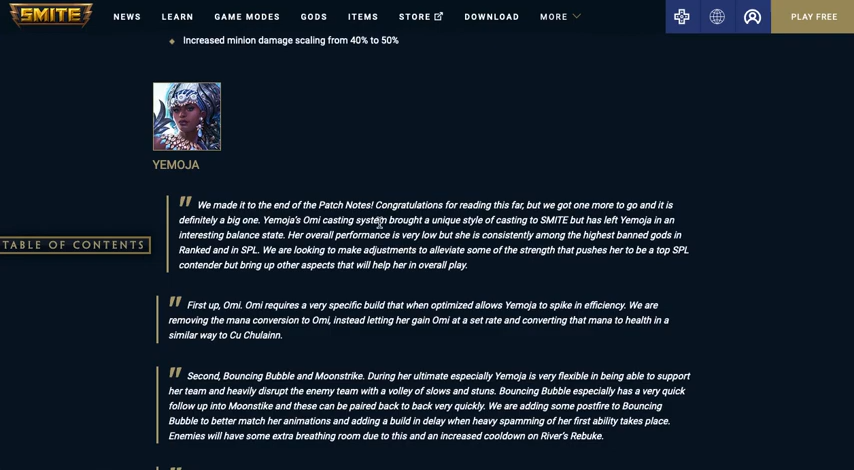 SMITE NEWS LEARN GAME MODES GODS ITEMS STORE DOWNLOAD MORE PLAY FREE
Increased minion damage scaling from 40% to 50%
YEMOJA
" We made it to the end of the Patch Notes! Congratulations for reading this far, but we got one more to go and it is
definitely a big one. Yemoja's Omi casting system brought a unique style of casting to SMITE but has left Yemoja in an
interesting balance state. Her overall performance is very low but she is consistently among the highest banned gods in
Ranked and in SPL. We are looking to make adjustments to alleviate some of the strength that pushes her to be a top SPL
contender but bring up other aspects that will help her in overall play.
TABLE OF CONTENTS
" First up, Omi. Omi requires a very specific build that when optimized allows Yemoja to spike in efficiency. We are
removing the mana conversion to Omi, instead letting her gain Omi at a set rate and converting that mana to health in a
similar way to Cu Chulainn.
" Second, Bouncing Bubble and Moonstrike. During her ultimate especially Yemoja is very flexible in being able to support
her team and heavily disrupt the enemy team with a volley of slows and stuns. Bouncing Bubble especially has a very quick
follow up into Moonstike and these can be paired back to back very quickly. We are adding some postfire to Bouncing
Bubble to better match her animations and adding a build in delay when heavy spamming of her first ability takes place.
Enemies will have some extra breathing room due to this and an increased cooldown on River's Rebuke.